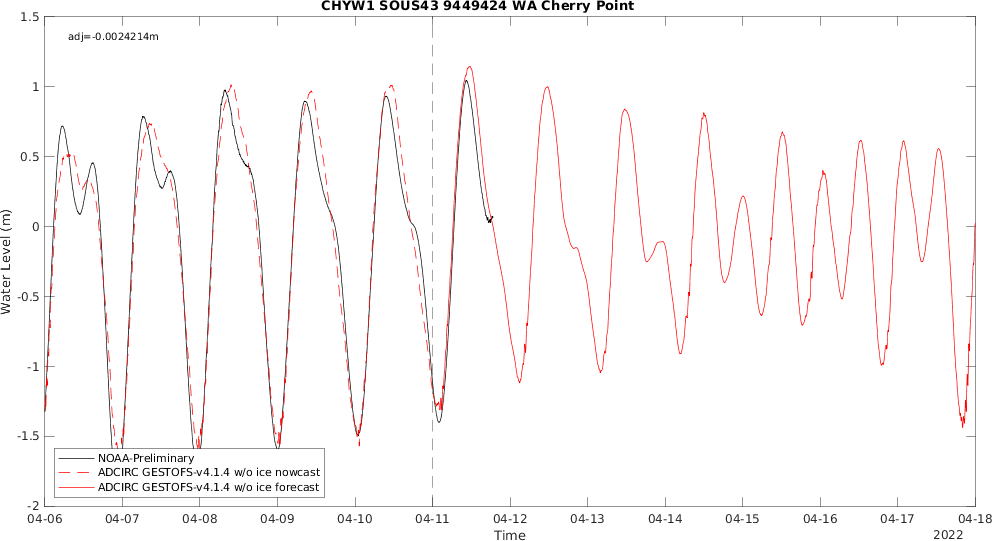 CHYW1 SOUS43 9449424 WA Cherry Point
adj=-0.0024214m
1.5
1
0.5
0
-0.5
-1
-1.5
-2
Water Level (m)
NOAA-Preliminary
ADCIRC GESTOFS-v4.1.4 w/o ice nowcast
ADCIRC GESTOFS-v4.1.4 w/o ice forecast
04-06 04-07 04-08 04-09 04-10 04-11 04-12 04-13 04-14 04-15 04-16 04-17 04-18
Time
2022